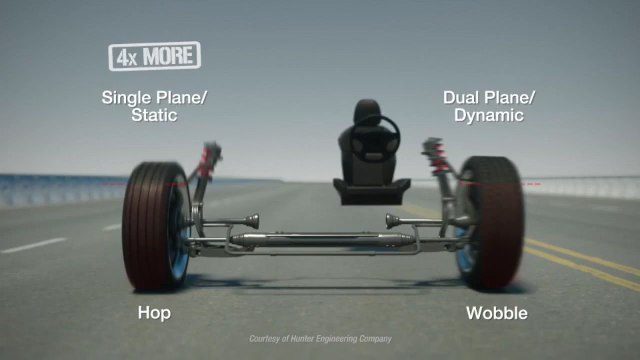 4x MORE
Single Plane/
Static
Dual Plane/
Dynamic
Hop
Wobble
Courtesy of Hunter Engineering Company